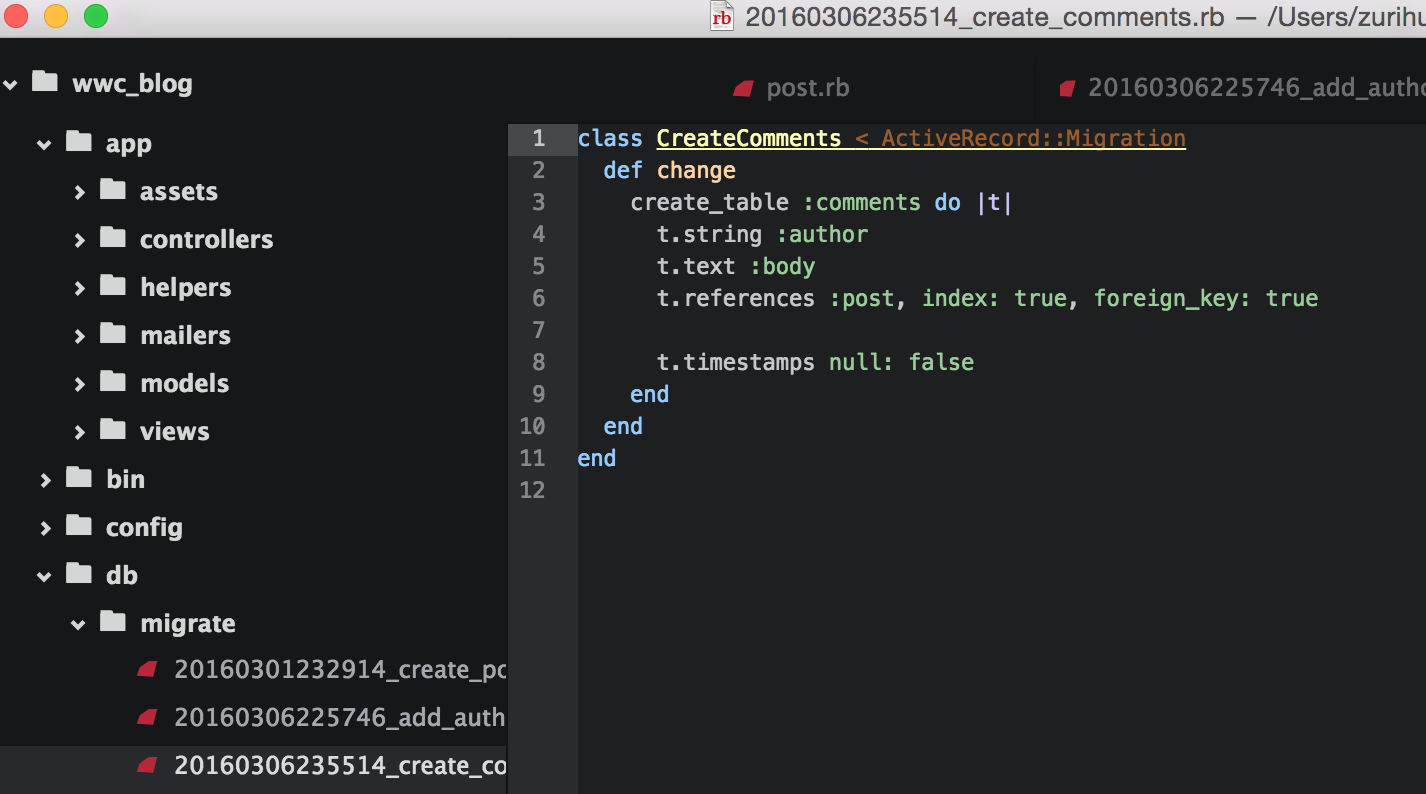 rb 20160306235514_create_comments.rb — /Users/zurihu
wwc_blog
app
assets
controllers
helpers
mailers
models
views
bin
config
db
migrate
20160301232914_create_po
20160306225746_add_auth
20160306235514_create_co
post.rb
20160306225746_add_autho
1 class CreateComments < ActiveRecord::Migration
2 def change
3 create_table :comments do |t|
4 t.string :author
5 t.text :body
6 t.references :post, index: true, foreign_key: true
7
8 t.timestamps null: false
9 end
10 end
11 end
12